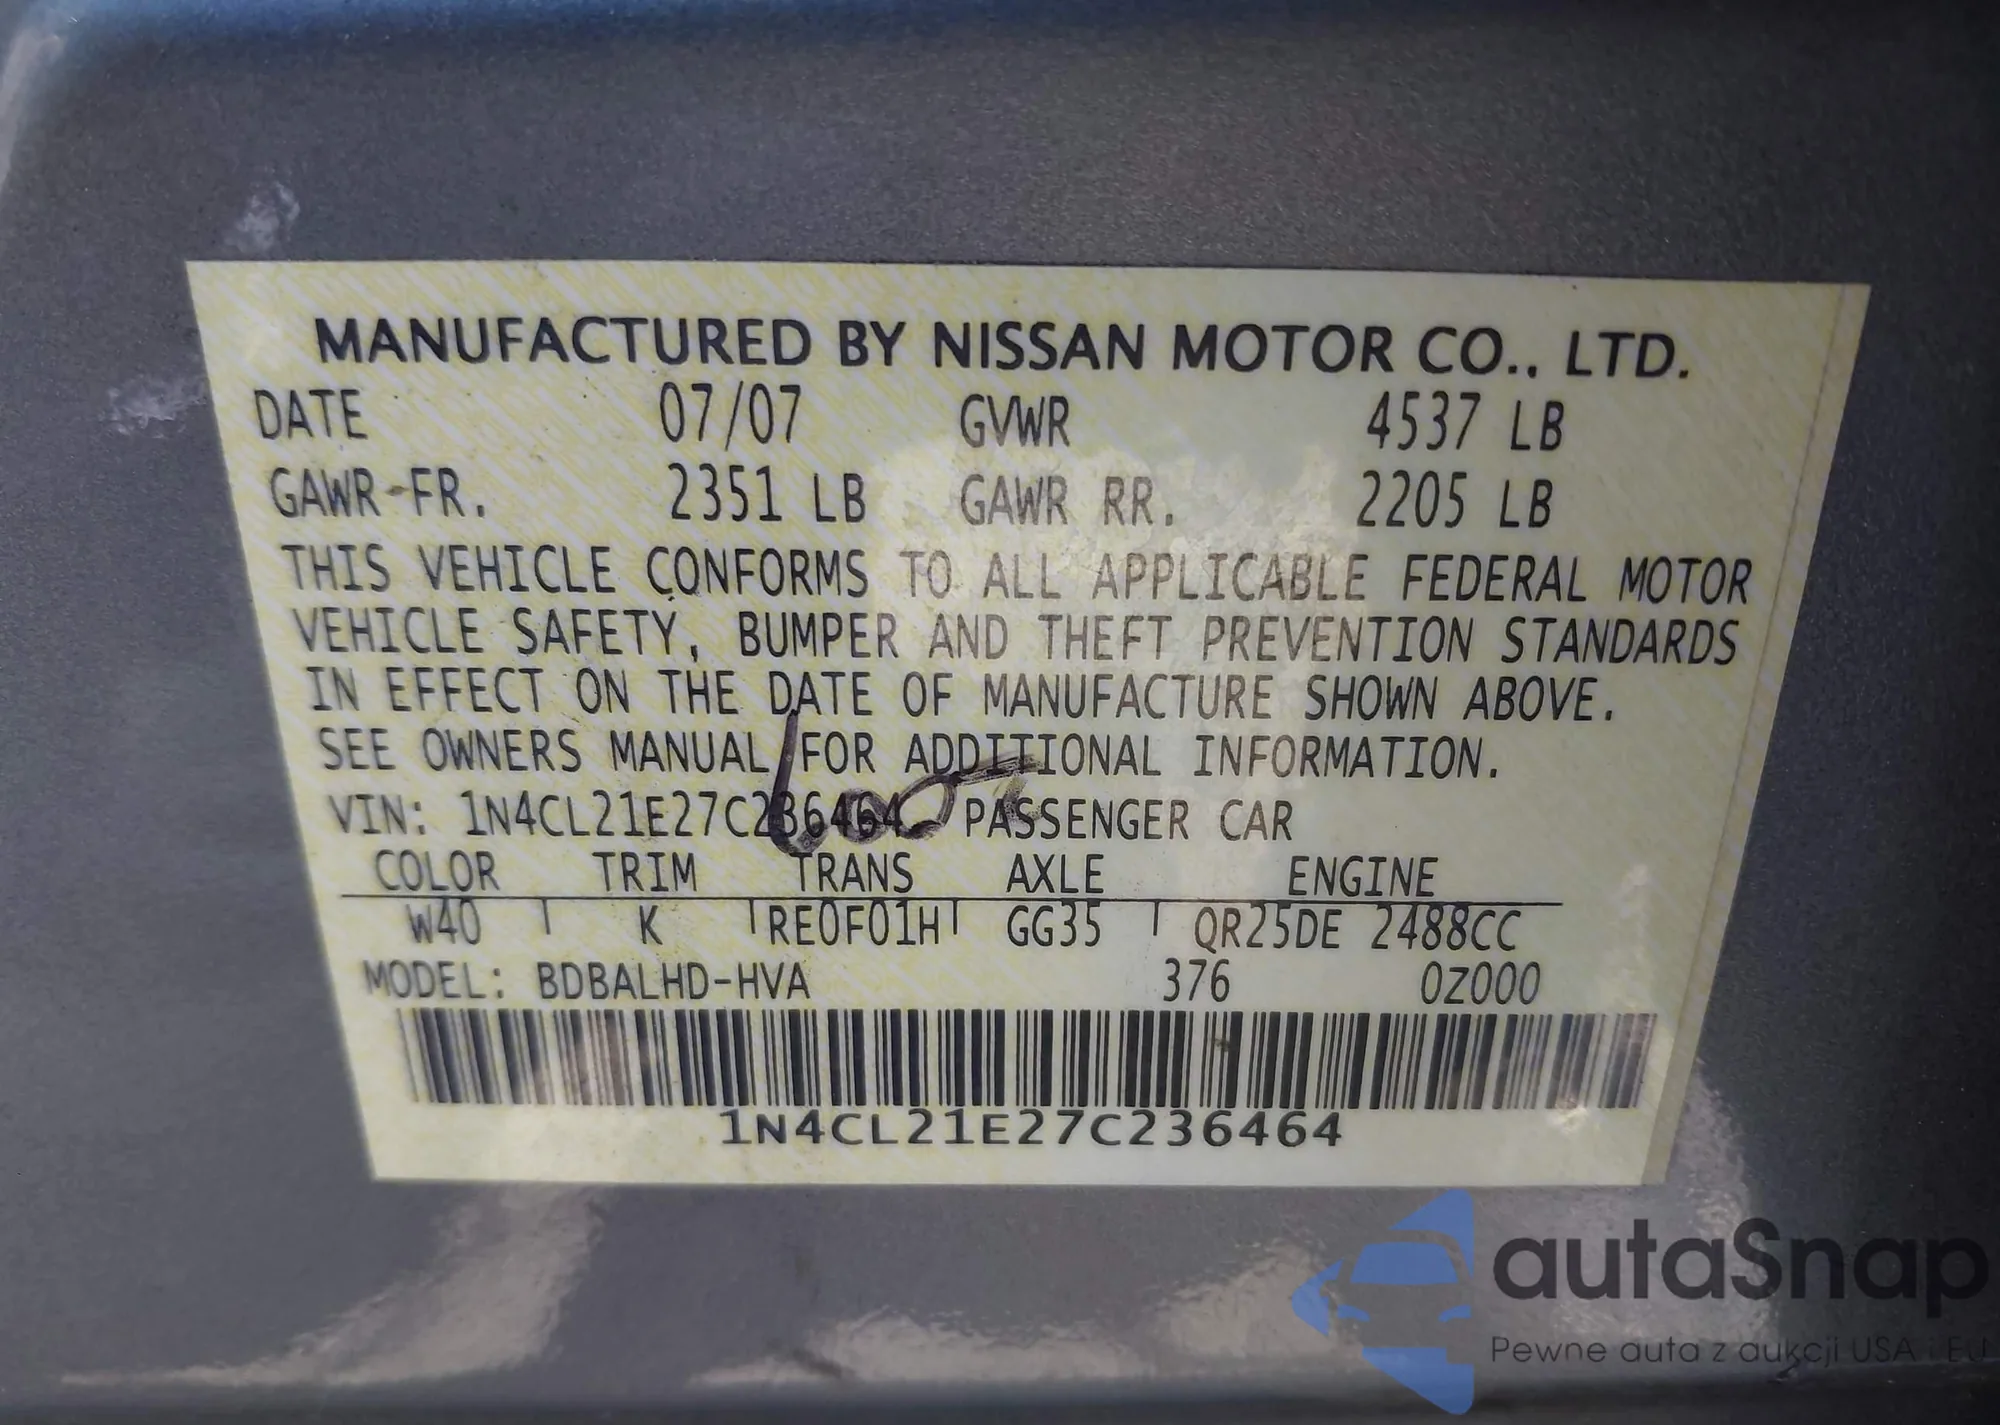 MANUFACTURED BY NISSAN MOTOR CO., LTD.
DATE 07/07 GVWR 4537 LB
GAWR-FR. 2351 LB GAWR RR. 2205 LB
THIS VEHICLE CONFORMS TO ALL APPLICABLE FEDERAL MOTOR
VEHICLE SAFETY, BUMPER AND THEFT PREVENTION STANDARDS
IN EFFECT ON THE DATE OF MANUFACTURE SHOWN ABOVE.
SEE OWNERS MANUAL FOR ADDITIONAL INFORMATION.
VIN: 1N4CL21E27C236464 PASSENGER CAR
COLOR TRIM TRANS AXLE ENGINE
W40 K RE0F01H GG35 QR25DE 2488CC
MODEL: BDBALHD-HVA 376 0Z000
1N4CL21E27C236464
autaSnap
Pewne auta z aukcji USA i EU